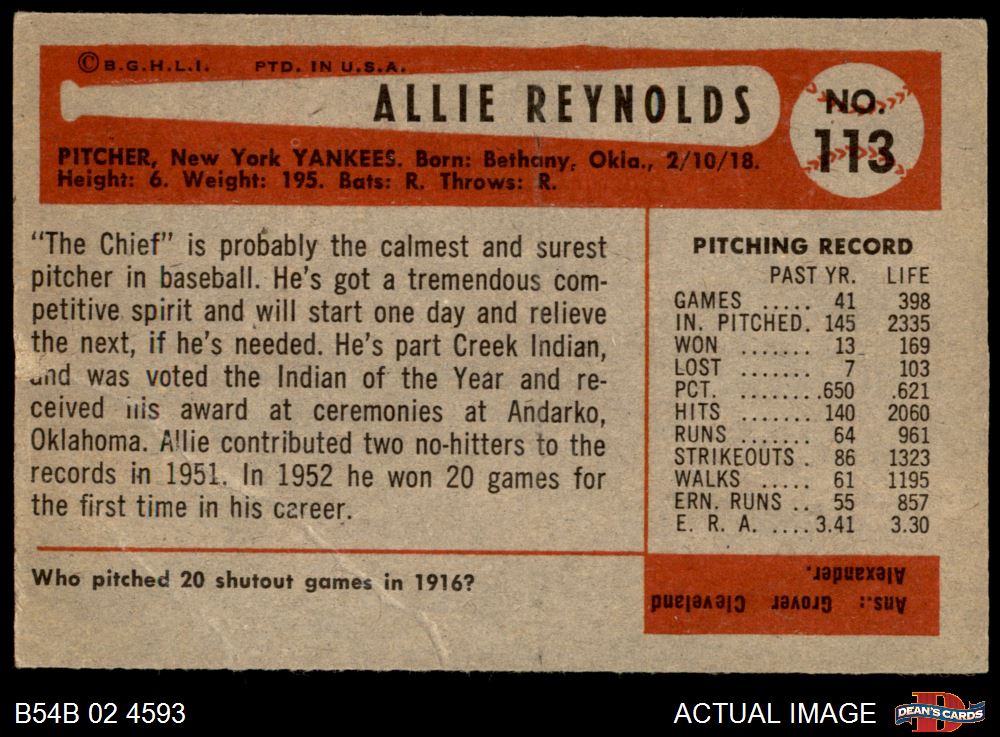 © B.G.H.L.I. PTD. IN U.S.A.
ALLIE REYNOLDS
NO.
113
PITCHER, New York YANKEES. Born: Bethany, Okla., 2/10/18.
Height: 6. Weight: 195. Bats: R. Throws: R.
"The Chief" is probably the calmest and surest
pitcher in baseball. He's got a tremendous com-
petitive spirit and will start one day and relieve
the next, if he's needed. He's part Creek Indian,
and was voted the Indian of the Year and re-
ceived his award at ceremonies at Andarko,
Oklahoma. Allie contributed two no-hitters to the
records in 1951. In 1952 he won 20 games for
the first time in his career.
Who pitched 20 shutout games in 1916?
PITCHING RECORD
PAST YR. LIFE
GAMES ..... 41 398
IN. PITCHED. 145 2335
WON ....... 13 169
LOST ....... 7 103
PCT. ........650 .621
HITS ....... 140 2060
RUNS ....... 64 961
STRIKEOUTS . 86 1323
WALKS ..... 61 1195
ERN. RUNS .. 55 857
E. R. A. ....3.41 3.30
Ans.: Grover Cleveland
Alexander.
B54B 02 4593
ACTUAL IMAGE
DEAN'S CARDS